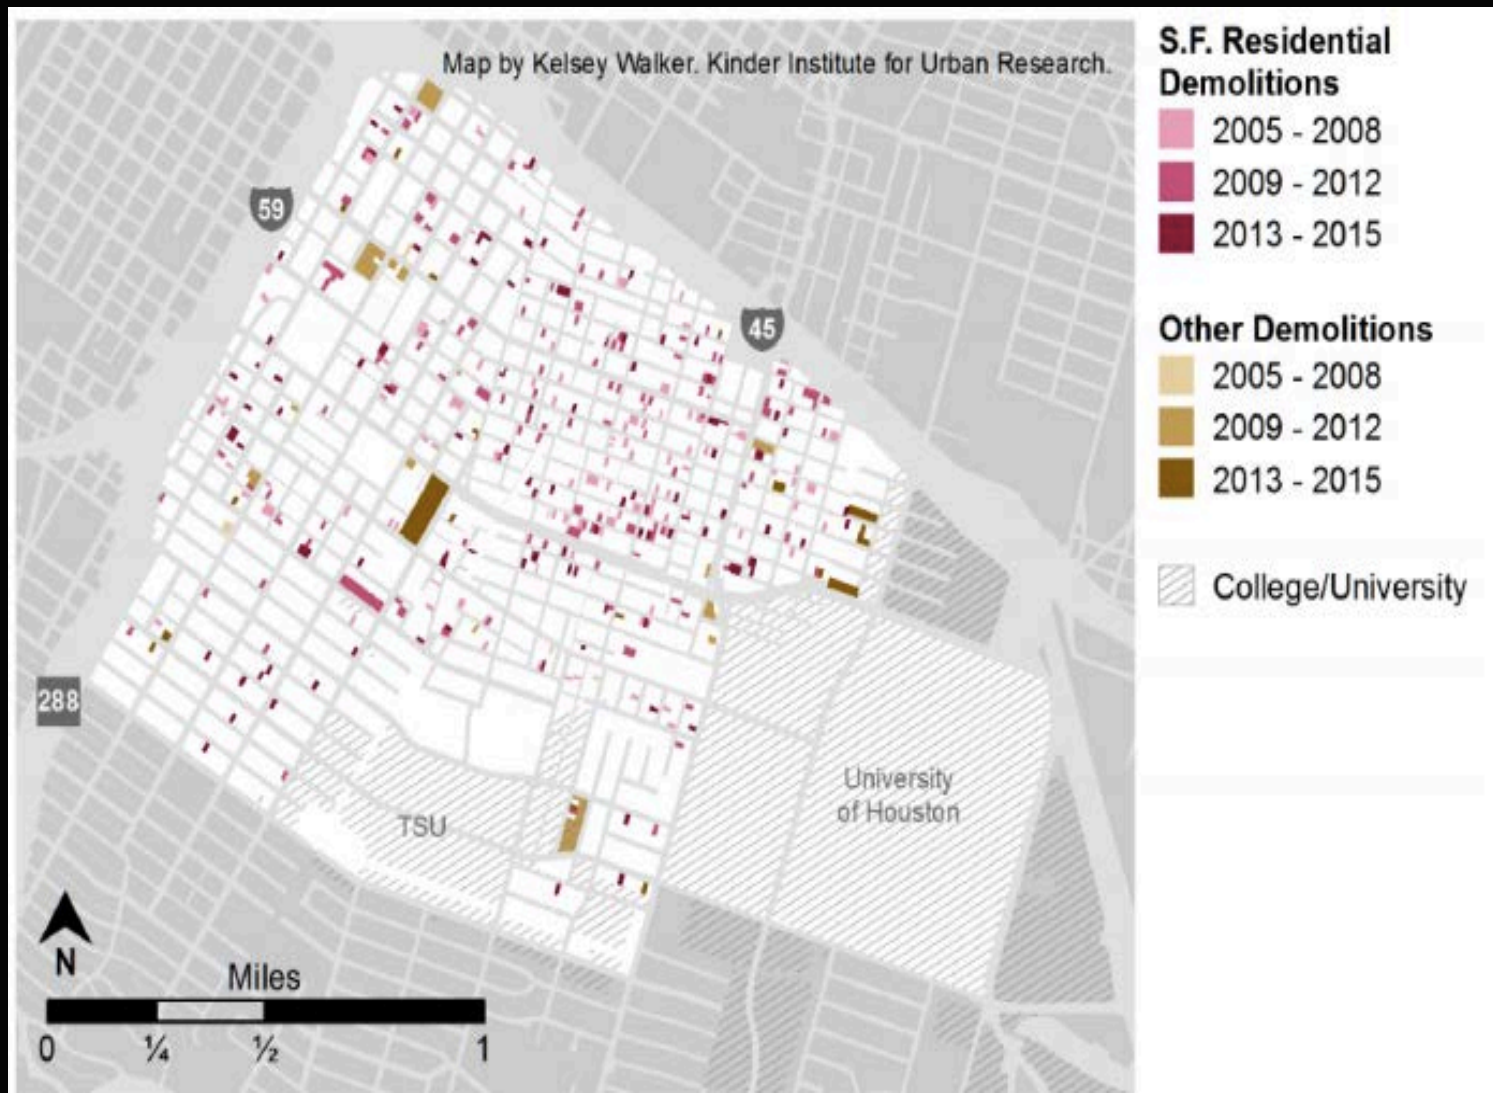 Map by Kelsey Walker. Kinder Institute for Urban Research.
59
45
288
University
of Houston
TSU
N
Miles
0 ¼ ½ 1
S.F. Residential
Demolitions
2005 - 2008
2009 - 2012
2013 - 2015
Other Demolitions
2005 - 2008
2009 - 2012
2013 - 2015
College/University